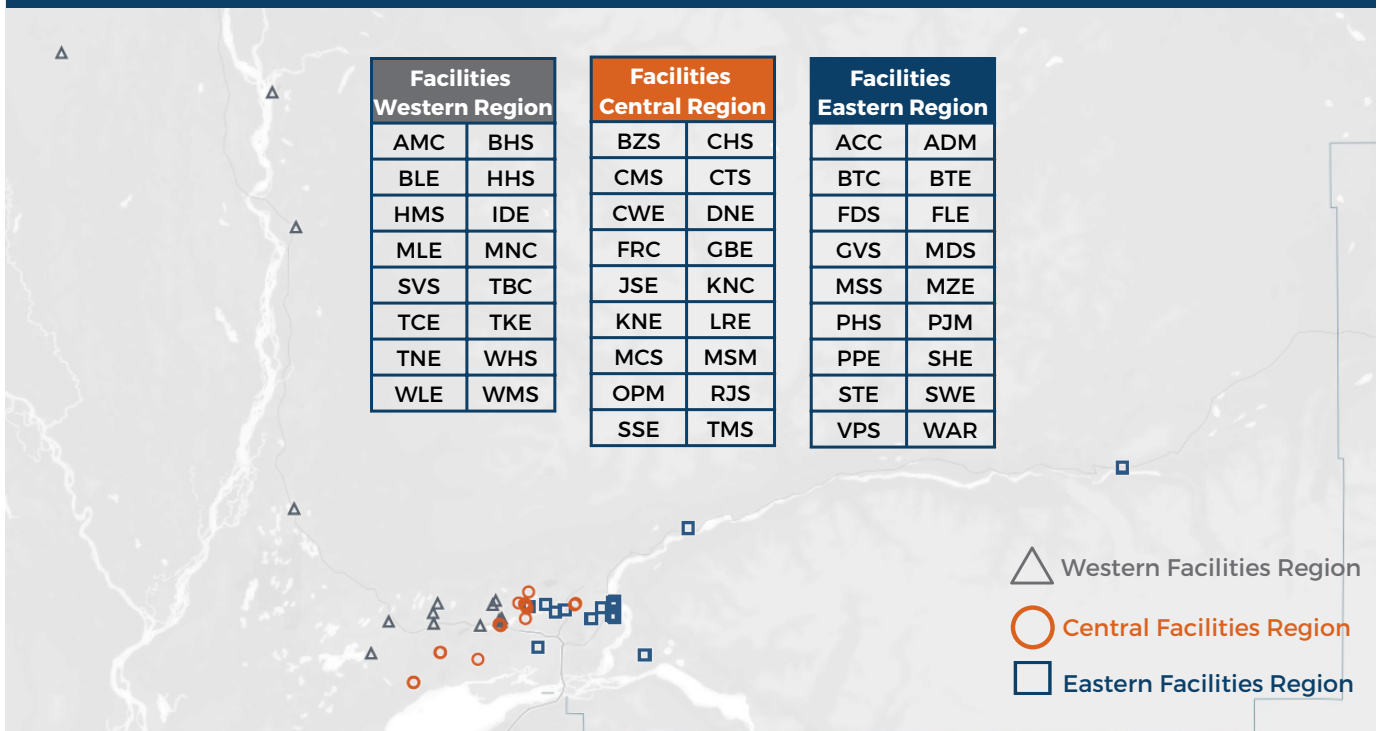 Facilities
Western Region
AMC BHS
BLE HHS
HMS IDE
MLE MNC
SVS TBC
TCE TKE
TNE WHS
WLE WMS
Facilities
Central Region
BZS CHS
CMS CTS
CWE DNE
FRC GBE
JSE KNC
KNE LRE
MCS MSM
OPM RJS
SSE TMS
Facilities
Eastern Region
ACC ADM
BTC BTE
FDS FLE
GVS MDS
MSS MZE
PHS PJM
PPE SHE
STE SWE
VPS WAR
Western Facilities Region
Central Facilities Region
Eastern Facilities Region